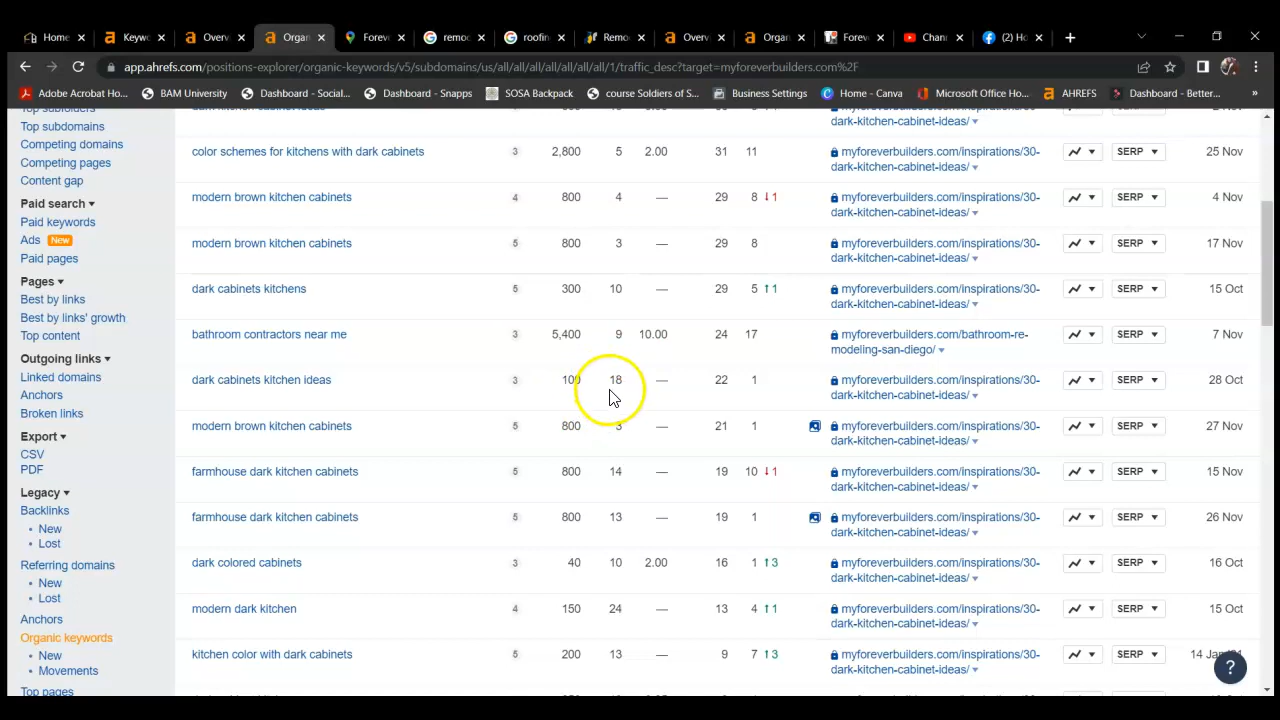 Home
Keywo
Overv
Organ
Foreve
remod
roofin
Remod
Overv
Organ
Foreve
Chann
(2) Ho
app.ahrefs.com/positions-explorer/organic-keywords/v5/subdomains/us/all/all/all/all/all/all/1/traffic_desc?target=myforeverbuilders.com%2F
Adobe Acrobat Ho...
BAM University
Dashboard - Social...
Dashboard - Snapps
SOSA Backpack
course Soldiers of S...
Business Settings
Home - Canva
Microsoft Office Ho...
AHREFS
Dashboard - Better...
»
Top subdomains
Competing domains
Competing pages
Content gap
Paid search
Paid keywords
Ads New
Paid pages
Pages
Best by links
Best by links' growth
Top content
Outgoing links
Linked domains
Anchors
Broken links
Export
CSV
PDF
Legacy
Backlinks
New
Lost
Referring domains
New
Lost
Anchors
Organic keywords
New
Movements
Top pages
dark-kitchen-cabinet-ideas/
color schemes for kitchens with dark cabinets 3 2,800 5 2.00 31 11 myforeverbuilders.com/inspirations/30- SERP 25 Nov
dark-kitchen-cabinet-ideas/
modern brown kitchen cabinets 4 800 4 — 29 8 ↓1 myforeverbuilders.com/inspirations/30- SERP 4 Nov
dark-kitchen-cabinet-ideas/
modern brown kitchen cabinets 5 800 3 — 29 8 myforeverbuilders.com/inspirations/30- SERP 17 Nov
dark-kitchen-cabinet-ideas/
dark cabinets kitchens 5 300 10 — 29 5 ↑1 myforeverbuilders.com/inspirations/30- SERP 15 Oct
dark-kitchen-cabinet-ideas/
bathroom contractors near me 3 5,400 9 10.00 24 17 myforeverbuilders.com/bathroom-re- SERP 7 Nov
modeling-san-diego/
dark cabinets kitchen ideas 3 100 18 — 22 1 myforeverbuilders.com/inspirations/30- SERP 28 Oct
dark-kitchen-cabinet-ideas/
modern brown kitchen cabinets 5 800 3 — 21 1 myforeverbuilders.com/inspirations/30- SERP 27 Nov
dark-kitchen-cabinet-ideas/
farmhouse dark kitchen cabinets 5 800 14 — 19 10 ↓1 myforeverbuilders.com/inspirations/30- SERP 15 Nov
dark-kitchen-cabinet-ideas/
farmhouse dark kitchen cabinets 5 800 13 — 19 1 myforeverbuilders.com/inspirations/30- SERP 26 Nov
dark-kitchen-cabinet-ideas/
dark colored cabinets 3 40 10 2.00 16 1 ↑3 myforeverbuilders.com/inspirations/30- SERP 16 Oct
dark-kitchen-cabinet-ideas/
modern dark kitchen 4 150 24 — 13 4 ↑1 myforeverbuilders.com/inspirations/30- SERP 15 Oct
dark-kitchen-cabinet-ideas/
kitchen color with dark cabinets 5 200 13 — 9 7 ↑3 myforeverbuilders.com/inspirations/30- SERP 14 Jan
dark-kitchen-cabinet-ideas/
?